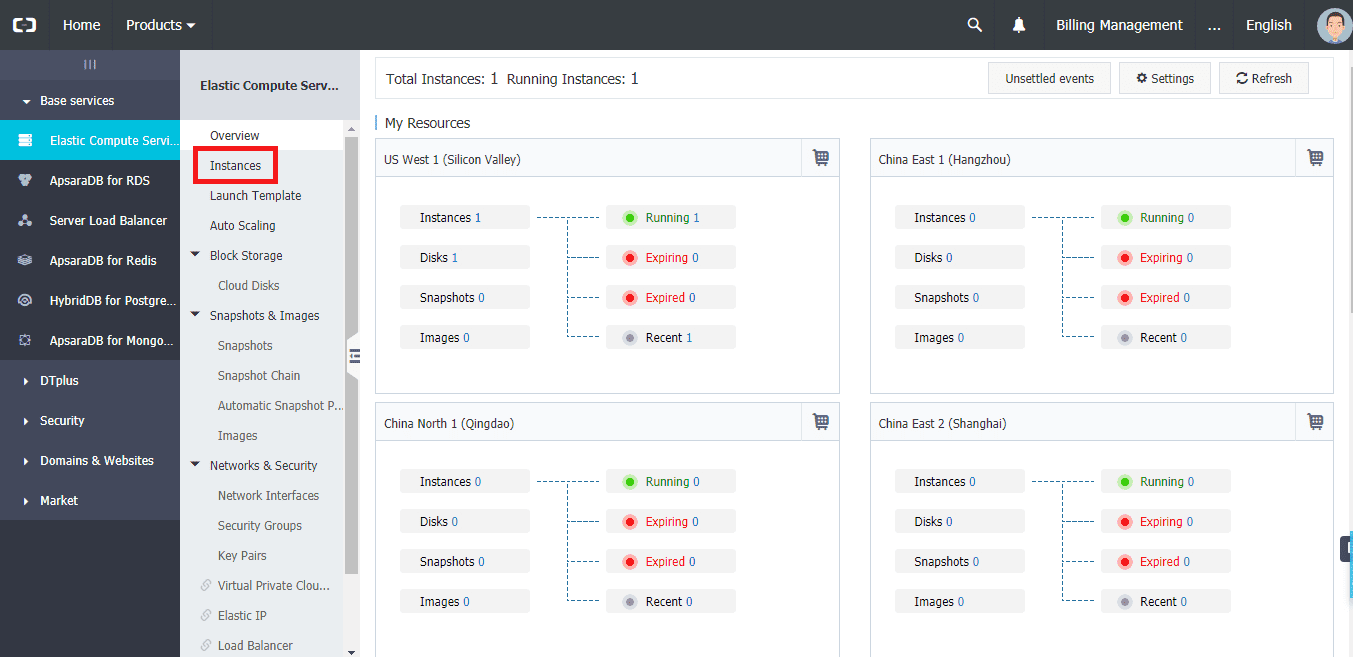 Home Products Billing Management ... English
Base services
Elastic Compute Servi...
ApsaraDB for RDS
Server Load Balancer
ApsaraDB for Redis
HybridDB for Postgre...
ApsaraDB for Mongo...
DTplus
Security
Domains & Websites
Market
Elastic Compute Serv...
Overview
Instances
Launch Template
Auto Scaling
Block Storage
Cloud Disks
Snapshots & Images
Snapshots
Snapshot Chain
Automatic Snapshot P...
Images
Networks & Security
Network Interfaces
Security Groups
Key Pairs
Virtual Private Clou...
Elastic IP
Load Balancer
Total Instances: 1 Running Instances: 1 Unsettled events Settings Refresh
My Resources
US West 1 (Silicon Valley)
Instances 1 Running 1
Disks 1 Expiring 0
Snapshots 0 Expired 0
Images 0 Recent 1
China East 1 (Hangzhou)
Instances 0 Running 0
Disks 0 Expiring 0
Snapshots 0 Expired 0
Images 0 Recent 0
China North 1 (Qingdao)
Instances 0 Running 0
Disks 0 Expiring 0
Snapshots 0 Expired 0
Images 0 Recent 0
China East 2 (Shanghai)
Instances 0 Running 0
Disks 0 Expiring 0
Snapshots 0 Expired 0
Images 0 Recent 0